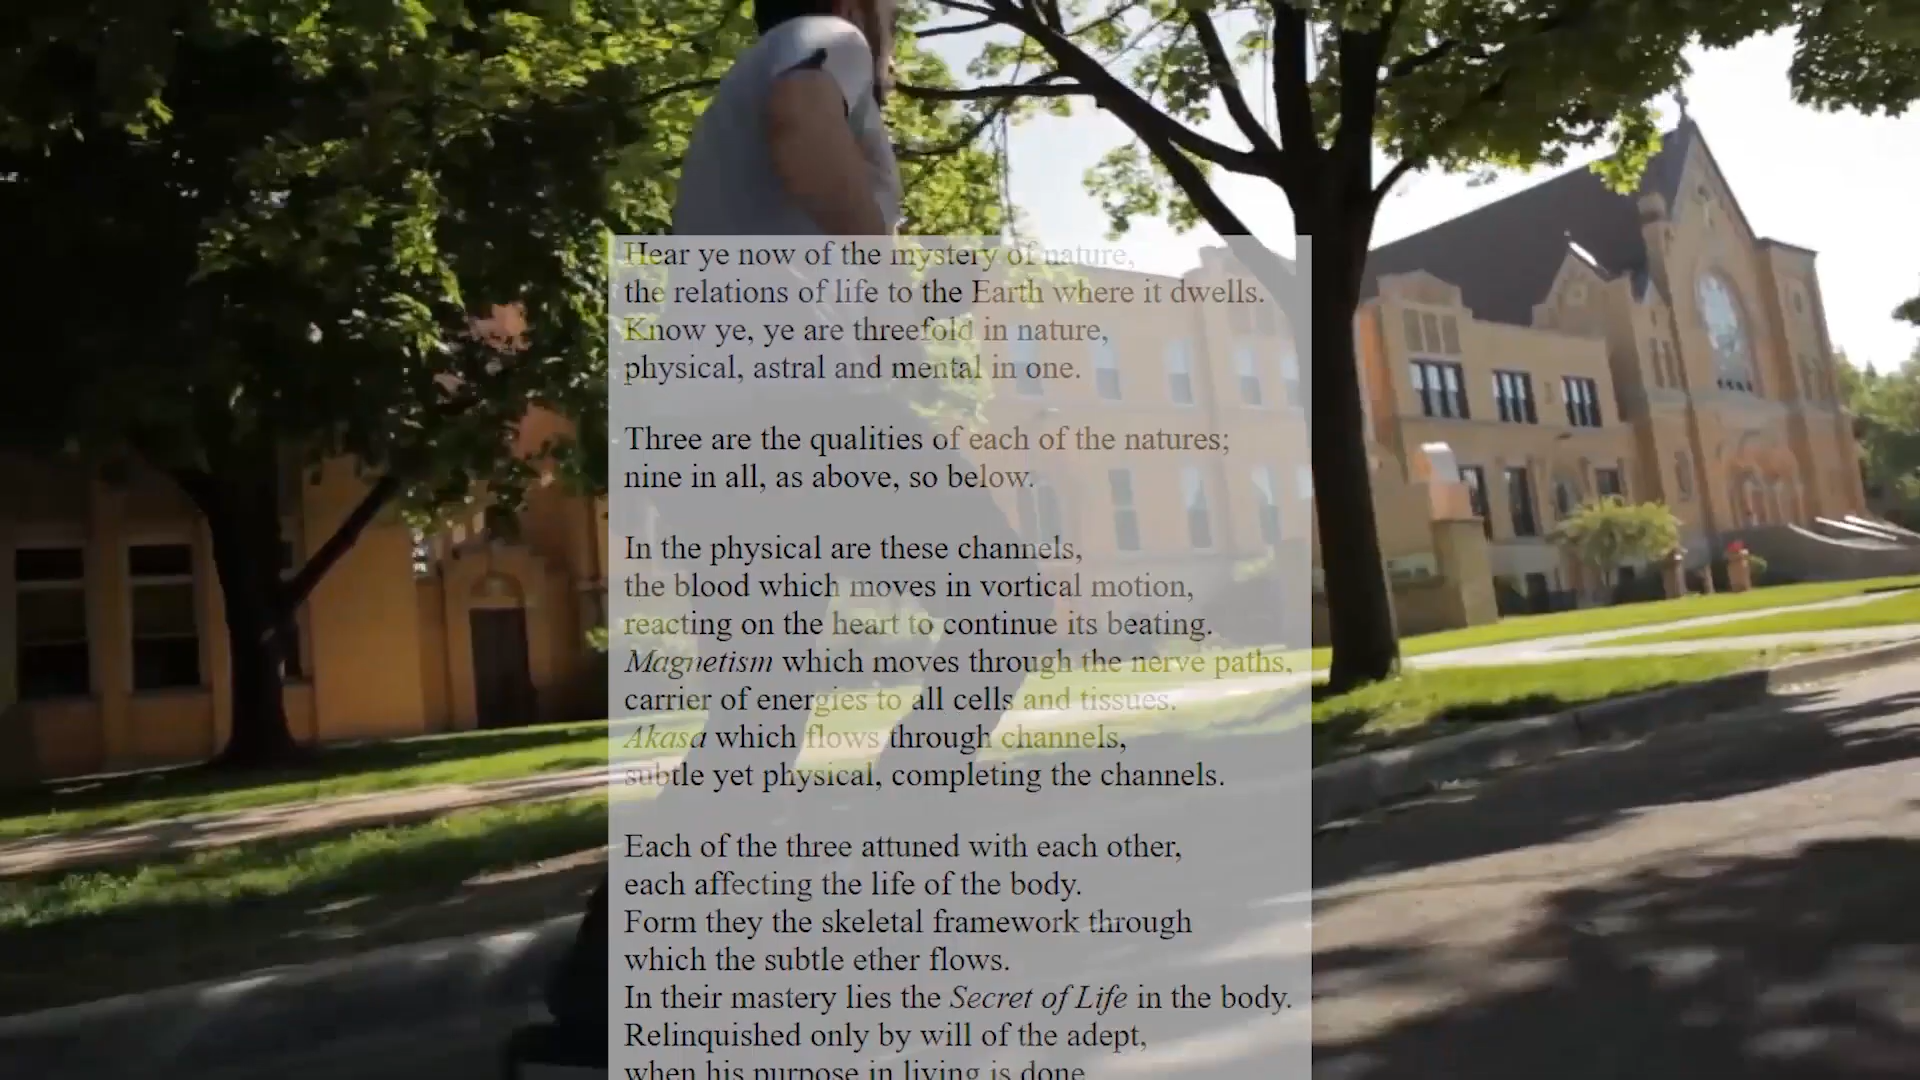 Hear ye now of the mystery of nature,
the relations of life to the Earth where it dwells.
Know ye, ye are threefold in nature,
physical, astral and mental in one.
Three are the qualities of each of the natures;
nine in all, as above, so below.
In the physical are these channels,
the blood which moves in vortical motion,
reacting on the heart to continue its beating.
Magnetism which moves through the nerve paths,
carrier of energies to all cells and tissues.
Akasa which flows through channels,
subtle yet physical, completing the channels.
Each of the three attuned with each other,
each affecting the life of the body.
Form they the skeletal framework through
which the subtle ether flows.
In their mastery lies the Secret of Life in the body.
Relinquished only by will of the adept,
when his purpose in living is done